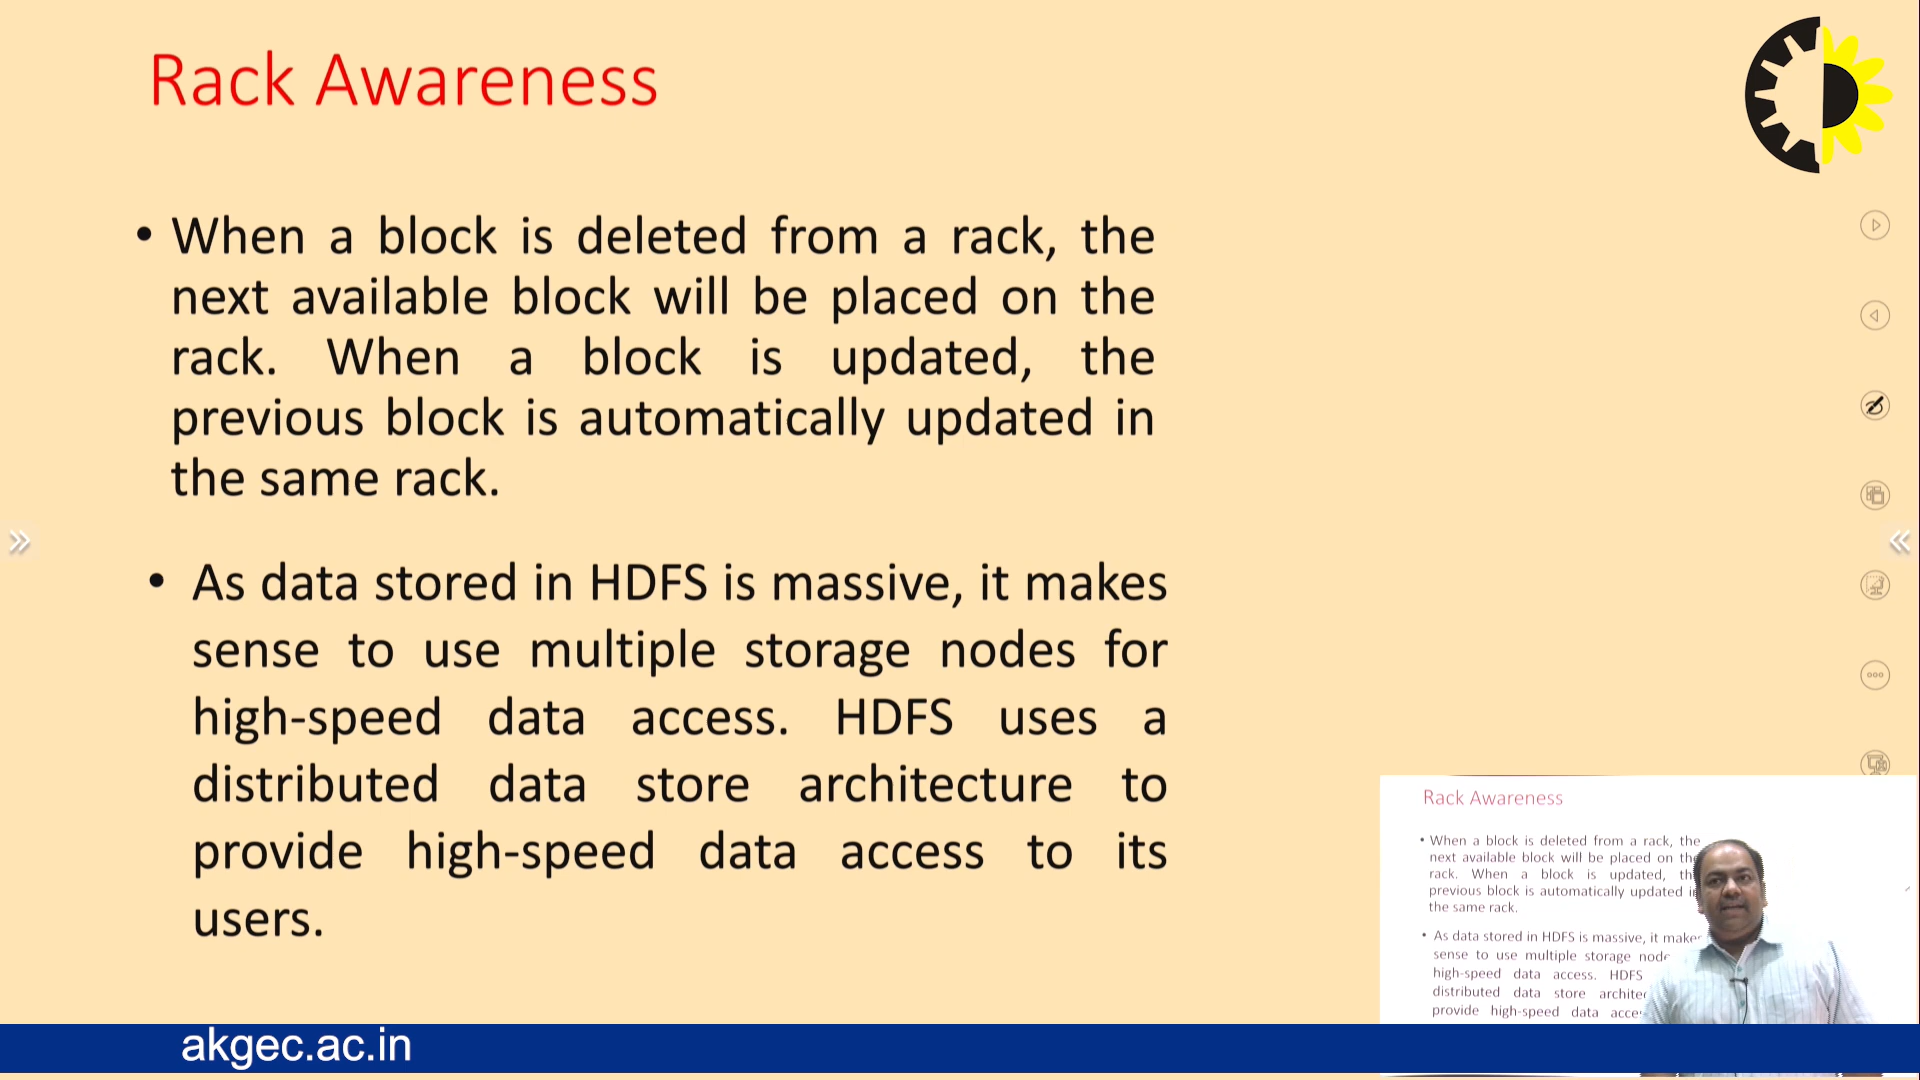 Rack Awareness
• When a block is deleted from a rack, the
next available block will be placed on the
rack. When a block is updated, the
previous block is automatically updated in
the same rack.
• As data stored in HDFS is massive, it makes
sense to use multiple storage nodes for
high-speed data access. HDFS uses a
distributed data store architecture to
provide high-speed data access to its
users.
Rack Awareness
• When a block is deleted from a rack, the
next available block will be placed on the
rack. When a block is updated,
previous block is automatically updated
the same rack.
• As data stored in HDFS is massive, it
sense to use multiple storage
high-speed data access. HDFS
distributed data store
provide high-speed data
akgec.ac.in